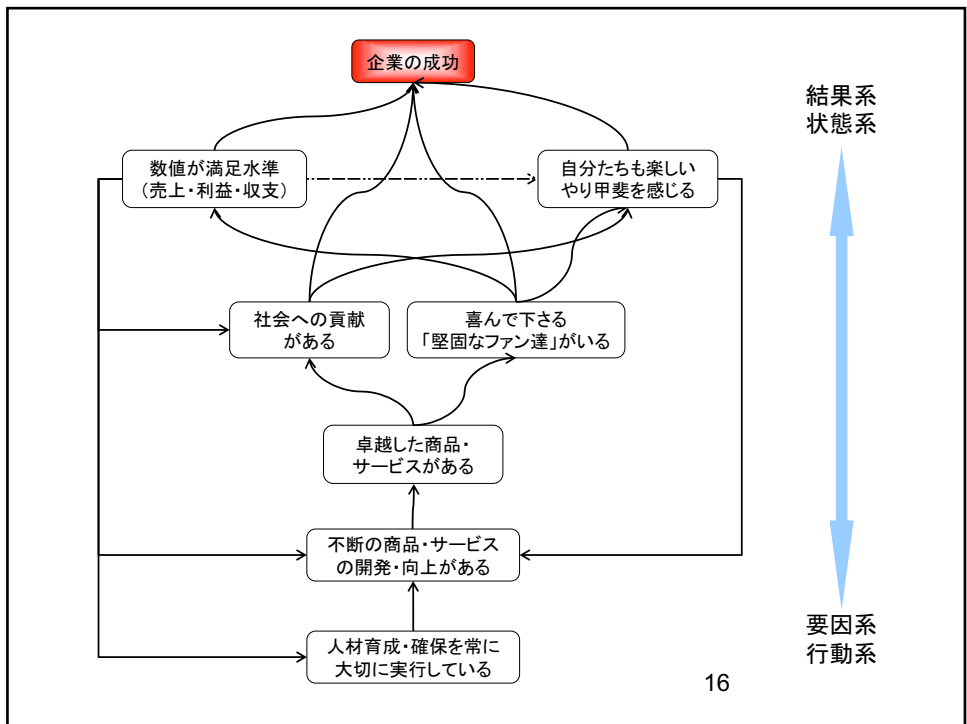 企業の成功
結果系
状態系
数値が満足水準
（売上・利益・収支）
自分たちも楽しい
やり甲斐を感じる
社会への貢献
がある
喜んで下さる
「堅固なファン達」がいる
卓越した商品・
サービスがある
不断の商品・サービス
の開発・向上がある
人材育成・確保を常に
大切に実行している
要因系
行動系
16